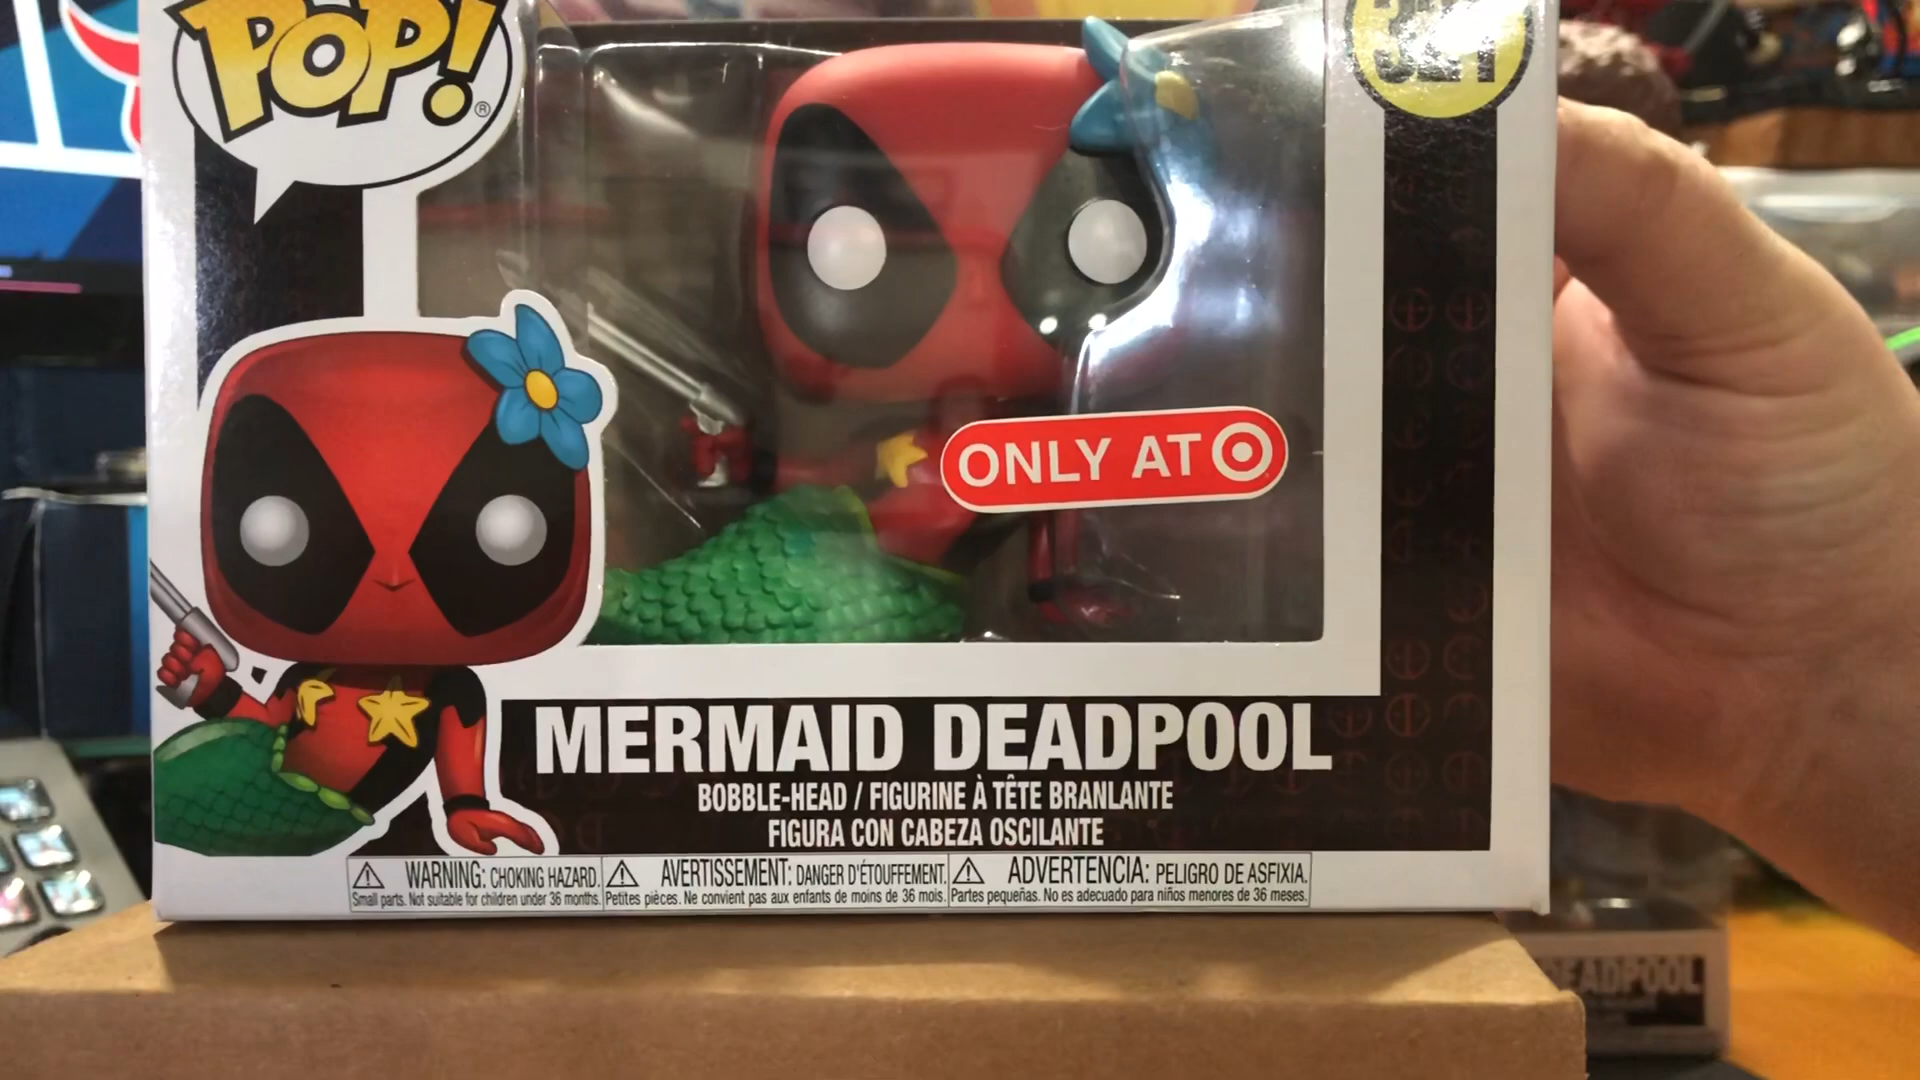 POP!®
321
ONLY AT
MERMAID DEADPOOL
BOBBLE-HEAD / FIGURINE À TÊTE BRANLANTE
FIGURA CON CABEZA OSCILANTE
WARNING: CHOKING HAZARD.
Small parts. Not suitable for children under 36 months.
AVERTISSEMENT: DANGER D'ÉTOUFFEMENT.
Petites pièces. Ne convient pas aux enfants de moins de 36 mois.
ADVERTENCIA: PELIGRO DE ASFIXIA.
Partes pequeñas. No es adecuado para niños menores de 36 meses.
DEADPOOL